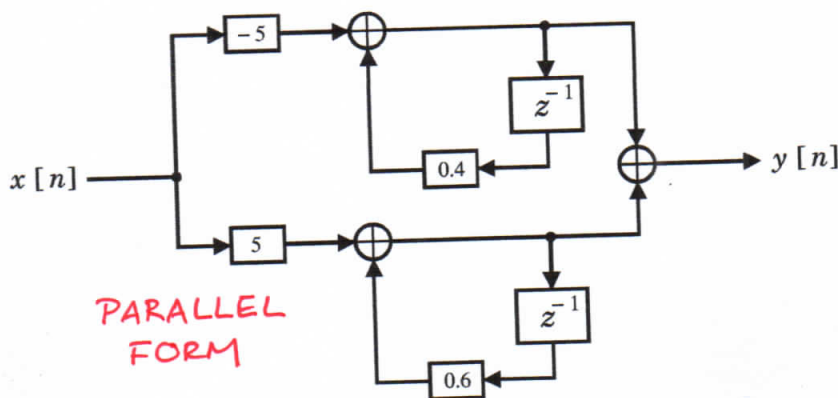 -5
z^-1
0.4
x [n]
y [n]
5
z^-1
0.6
PARALLEL
FORM